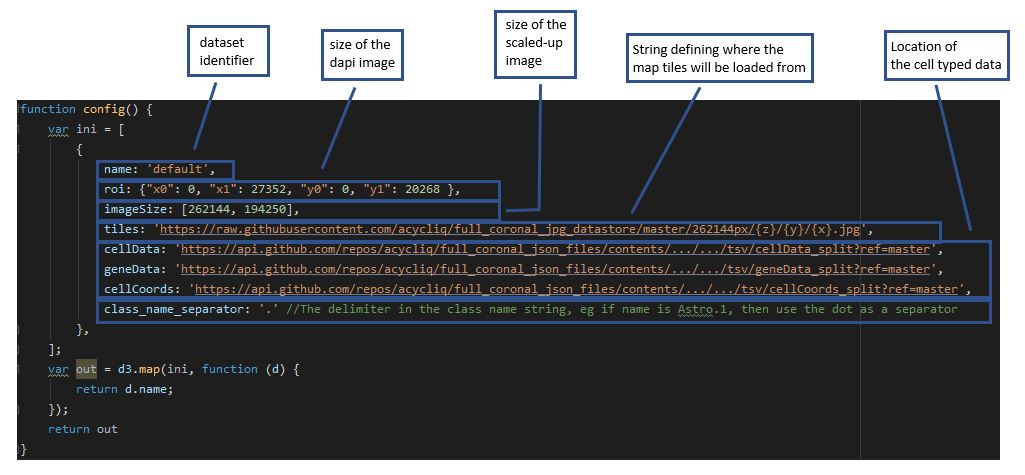 dataset
identifier
size of the
dapi image
size of the
scaled-up
image
String defining where the
map tiles will be loaded from
Location of
the cell typed data
function config() {
var ini = [
{
name: 'default',
roi: {"x0": 0, "x1": 27352, "y0": 0, "y1": 20268 },
imageSize: [262144, 194250],
tiles: 'https://raw.githubusercontent.com/acycliq/full_coronal_jpg_datastore/master/262144px/{z}/{y}/{x}.jpg',
cellData: 'https://api.github.com/repos/acycliq/full_coronal_json_files/contents/.../.../tsv/cellData_split?ref=master',
geneData: 'https://api.github.com/repos/acycliq/full_coronal_json_files/contents/.../.../tsv/geneData_split?ref=master',
cellCoords: 'https://api.github.com/repos/acycliq/full_coronal_json_files/contents/.../.../tsv/cellCoords_split?ref=master',
class_name_separator: '.' //The delimiter in the class name string, eg if name is Astro.1, then use the dot as a separator
},
];
var out = d3.map(ini, function (d) {
return d.name;
});
return out
}